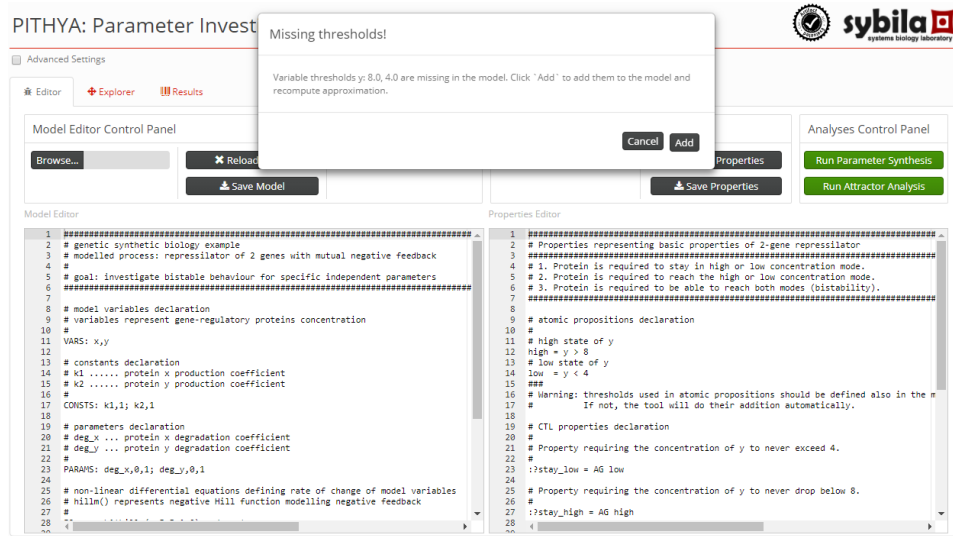 PITHYA: Parameter Invest
sybila
systems biology laboratory
Advanced Settings
Editor
Explorer
Results
Missing thresholds!
Variable thresholds y: 8.0, 4.0 are missing in the model. Click `Add` to add them to the model and
recompute approximation.
Cancel
Add
Model Editor Control Panel
Browse...
Reload
Save Model
Properties
Save Properties
Analyses Control Panel
Run Parameter Synthesis
Run Attractor Analysis
Model Editor
1
2 # genetic synthetic biology example
3 # modelled process: repressilator of 2 genes with mutual negative feedback
4 #
5 # goal: investigate bistable behaviour for specific independent parameters
6
7
8 # model variables declaration
9 # variables represent gene-regulatory proteins concentration
10 #
11 VARS: x,y
12
13 # constants declaration
14 # k1 ...... protein x production coefficient
15 # k2 ...... protein y production coefficient
16 #
17 CONSTS: k1,1; k2,1
18
19 # parameters declaration
20 # deg_x ... protein x degradation coefficient
21 # deg_y ... protein y degradation coefficient
22 #
23 PARAMS: deg_x,0,1; deg_y,0,1
24
25 # non-linear differential equations defining rate of change of model variables
26 # hillm() represents negative Hill function modelling negative feedback
27 #
28
Properties Editor
1
2 # Properties representing basic properties of 2-gene repressilator
3
4 # 1. Protein is required to stay in high or low concentration mode.
5 # 2. Protein is required to reach the high or low concentration mode.
6 # 3. Protein is required to be able to reach both modes (bistability).
7
8
9 # atomic propositions declaration
10 #
11 # high state of y
12 high = y > 8
13 # low state of y
14 low = y < 4
15 ###
16 # Warning: thresholds used in atomic propositions should be defined also in the m
17 # If not, the tool will do their addition automatically.
18
19 # CTL properties declaration
20 #
21 # Property requiring the concentration of y to never exceed 4.
22 #
23 :?stay_low = AG low
24
25 # Property requiring the concentration of y to never drop below 8.
26 #
27 :?stay_high = AG high
28